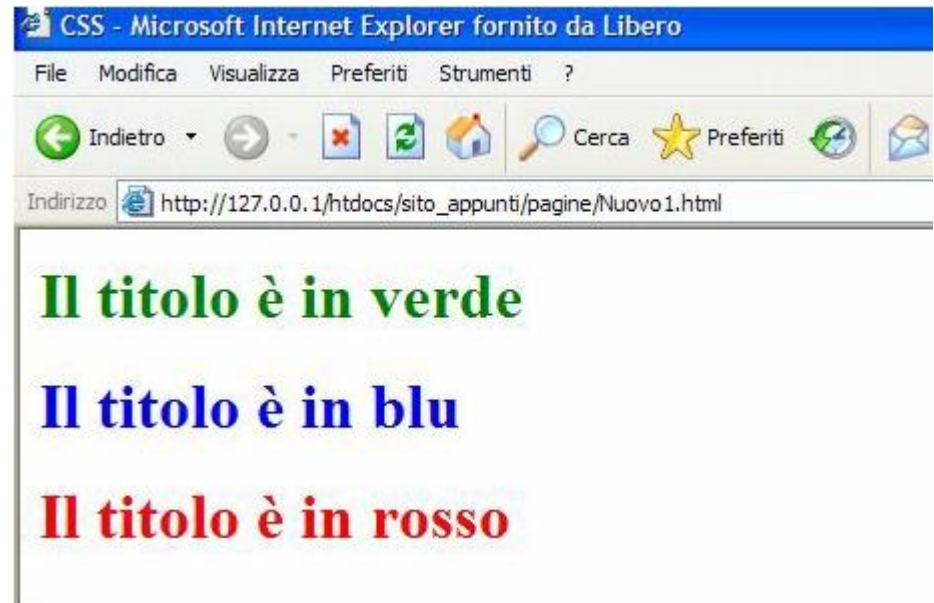 CSS - Microsoft Internet Explorer fornito da Libero
File Modifica Visualizza Preferiti Strumenti ?
Indietro Cerca Preferiti
Indirizzo http://127.0.0.1/htdocs/sito_appunti/pagine/Nuovo1.html
Il titolo è in verde
Il titolo è in blu
Il titolo è in rosso